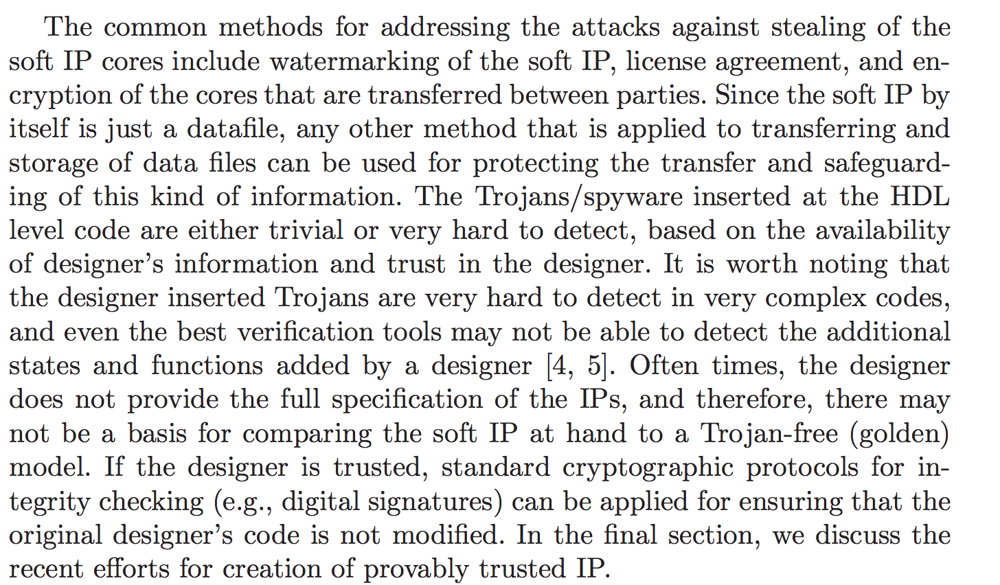 The common methods for addressing the attacks against stealing of the
soft IP cores include watermarking of the soft IP, license agreement, and en-
cryption of the cores that are transferred between parties. Since the soft IP by
itself is just a datafile, any other method that is applied to transferring and
storage of data files can be used for protecting the transfer and safeguard-
ing of this kind of information. The Trojans/spyware inserted at the HDL
level code are either trivial or very hard to detect, based on the availability
of designer's information and trust in the designer. It is worth noting that
the designer inserted Trojans are very hard to detect in very complex codes,
and even the best verification tools may not be able to detect the additional
states and functions added by a designer [4, 5]. Often times, the designer
does not provide the full specification of the IPs, and therefore, there may
not be a basis for comparing the soft IP at hand to a Trojan-free (golden)
model. If the designer is trusted, standard cryptographic protocols for in-
tegrity checking (e.g., digital signatures) can be applied for ensuring that the
original designer's code is not modified. In the final section, we discuss the
recent efforts for creation of provably trusted IP.